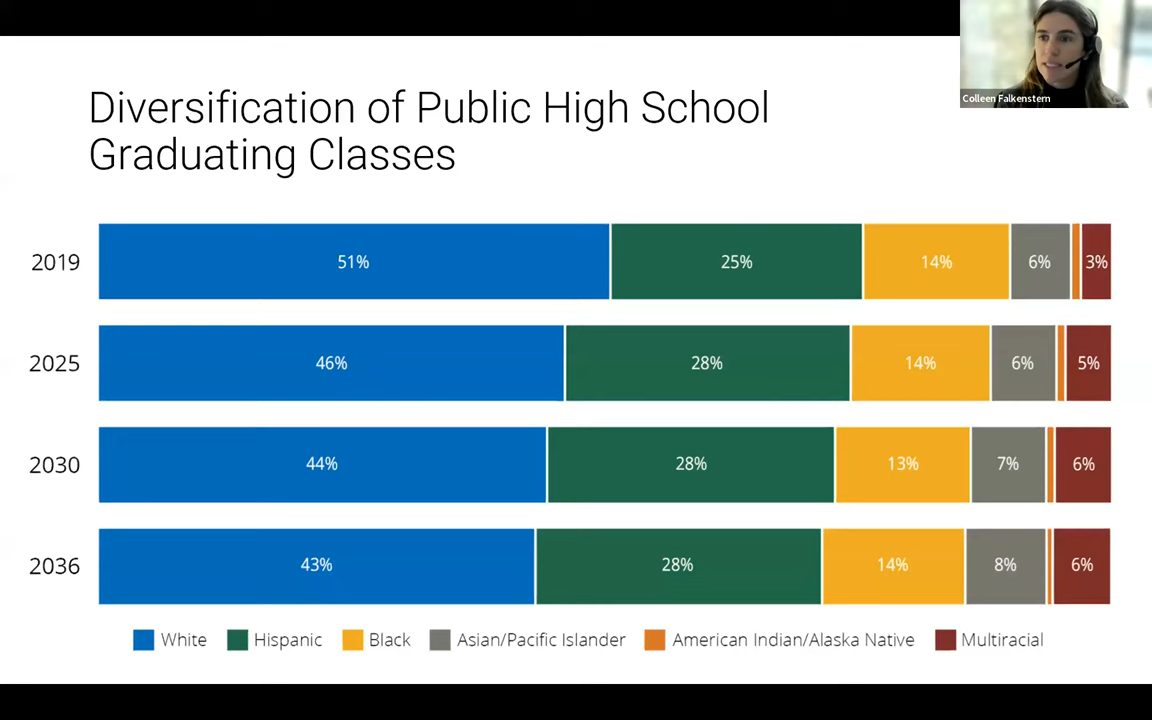 Colleen Falkenstern
Diversification of Public High School
Graduating Classes
2019 51% 25% 14% 6% 3%
2025 46% 28% 14% 6% 5%
2030 44% 28% 13% 7% 6%
2036 43% 28% 14% 8% 6%
White Hispanic Black Asian/Pacific Islander American Indian/Alaska Native Multiracial